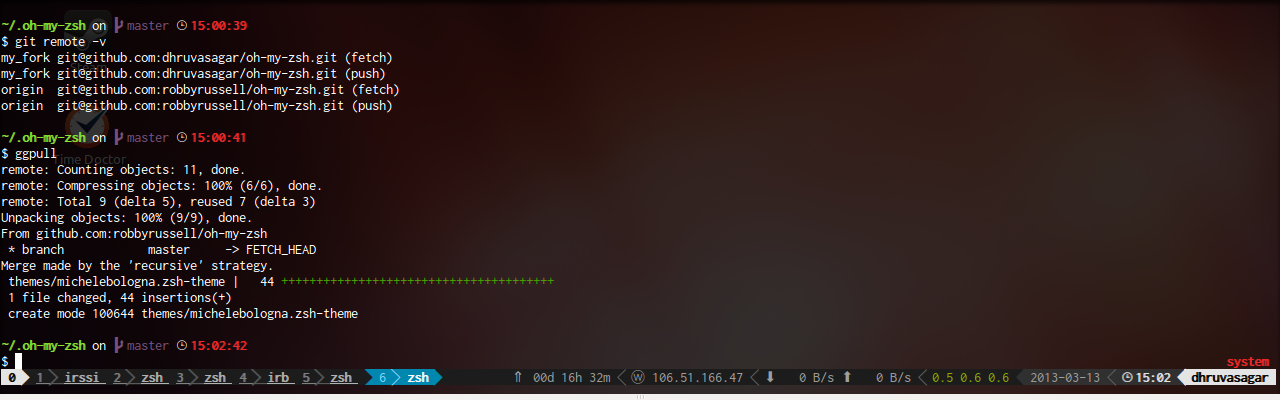 ~/.oh-my-zsh on master 15:00:39
$ git remote -v
my_fork git@github.com:dhruvasagar/oh-my-zsh.git (fetch)
my_fork git@github.com:dhruvasagar/oh-my-zsh.git (push)
origin  git@github.com:robbyrussell/oh-my-zsh.git (fetch)
origin  git@github.com:robbyrussell/oh-my-zsh.git (push)
~/.oh-my-zsh on master 15:00:41
$ ggpull
Time Doctor
remote: Counting objects: 11, done.
remote: Compressing objects: 100% (6/6), done.
remote: Total 9 (delta 5), reused 7 (delta 3)
Unpacking objects: 100% (9/9), done.
From github.com:robbyrussell/oh-my-zsh
 * branch            master     -> FETCH_HEAD
Merge made by the 'recursive' strategy.
 themes/michelebologna.zsh-theme |   44 +++++++++++++++++++++++++++++++++++++++
 1 file changed, 44 insertions(+)
 create mode 100644 themes/michelebologna.zsh-theme
~/.oh-my-zsh on master 15:02:42
$
system
0 1 irssi 2 zsh 3 zsh 4 irb 5 zsh 6 zsh ⇑ 00d 16h 32m Ⓦ 106.51.166.47 ⬇ 0 B/s ⬆ 0 B/s 0.5 0.6 0.6 2013-03-13 15:02 dhruvasagar